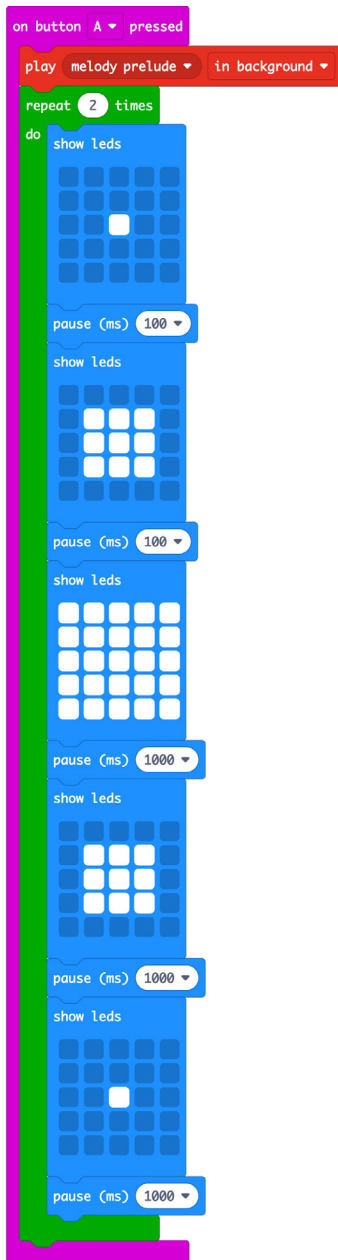 on button A pressed
play melody prelude in background
repeat 2 times
do
show leds
pause (ms) 100
show leds
pause (ms) 100
show leds
pause (ms) 1000
show leds
pause (ms) 1000
show leds
pause (ms) 1000